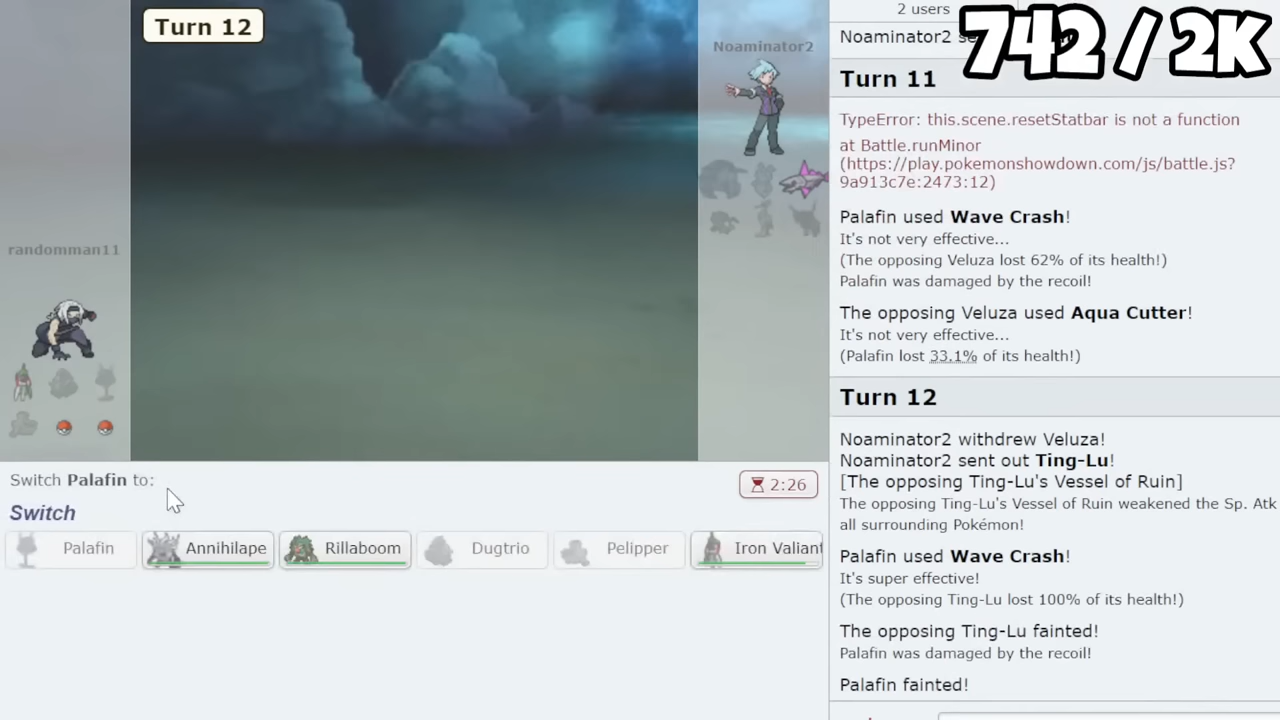 Turn 12
Noaminator2
randomman11
Switch Palafin to:
2:26
Switch
Palafin
Annihilape
Rillaboom
Dugtrio
Pelipper
Iron Valiant
2 users
742 / 2K
Turn 11
TypeError: this.scene.resetStatbar is not a function
at Battle.runMinor
(https://play.pokemonshowdown.com/js/battle.js?
9a913c7e:2473:12)
Palafin used Wave Crash!
It's not very effective...
(The opposing Veluza lost 62% of its health!)
Palafin was damaged by the recoil!
The opposing Veluza used Aqua Cutter!
It's not very effective...
(Palafin lost 33.1% of its health!)
Turn 12
Noaminator2 withdrew Veluza!
Noaminator2 sent out Ting-Lu!
[The opposing Ting-Lu's Vessel of Ruin]
The opposing Ting-Lu's Vessel of Ruin weakened the Sp. Atk
all surrounding Pokémon!
Palafin used Wave Crash!
It's super effective!
(The opposing Ting-Lu lost 100% of its health!)
The opposing Ting-Lu fainted!
Palafin was damaged by the recoil!
Palafin fainted!